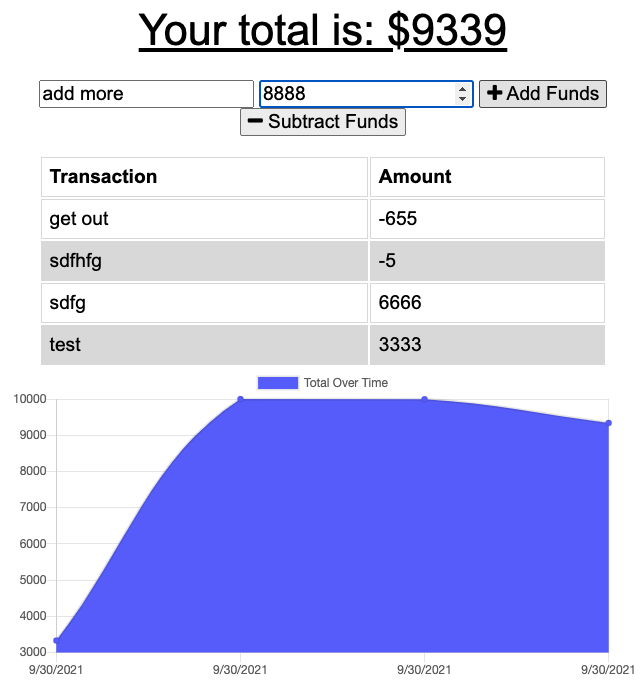 Your total is: $9339
add more 8888 Add Funds
Subtract Funds
Transaction Amount
get out -655
sdfhfg -5
sdfg 6666
test 3333
Total Over Time
10000
9000
8000
7000
6000
5000
4000
3000
9/30/2021 9/30/2021 9/30/2021 9/30/2021